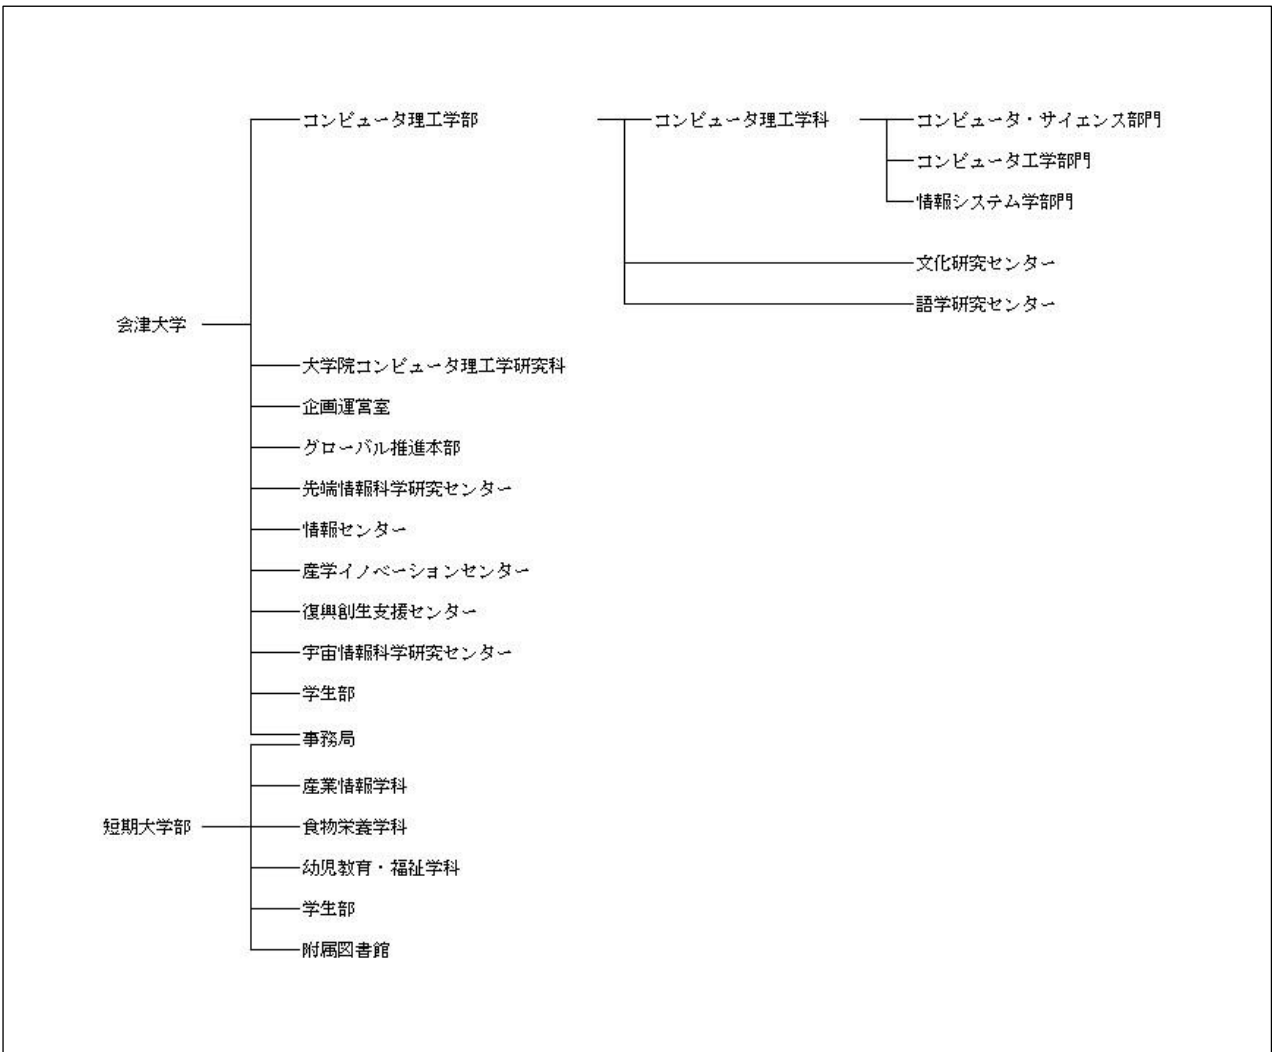 コンピュータ理工学部 コンピュータ理工学科 コンピュータ・サイエンス部門
コンピュータ工学部門
情報システム学部門
文化研究センター
語学研究センター
会津大学
大学院コンピュータ理工学研究科
企画運営室
グローバル推進本部
先端情報科学研究センター
情報センター
産学イノベーションセンター
復興創生支援センター
宇宙情報科学研究センター
学生部
事務局
産業情報学科
短期大学部 食物栄養学科
幼児教育・福祉学科
学生部
附属図書館